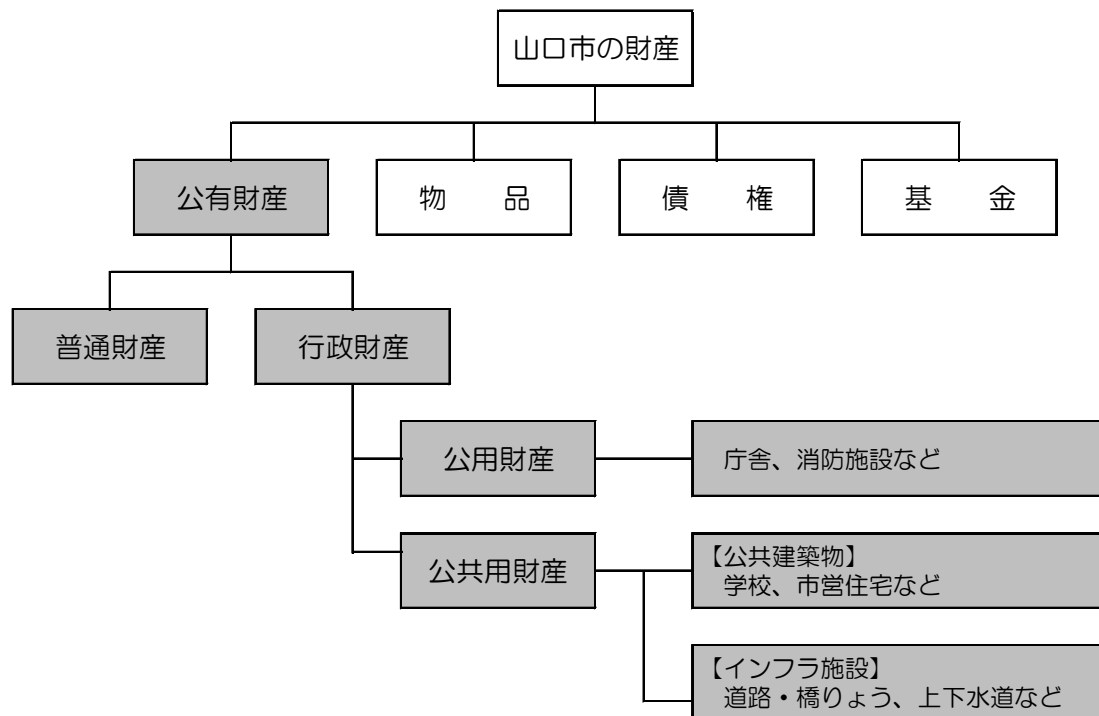 山口市の財産
公有財産
物　　品
債　　権
基　　金
普通財産
行政財産
公用財産
庁舎、消防施設など
公共用財産
【公共建築物】
学校、市営住宅など
【インフラ施設】
道路・橋りょう、上下水道など